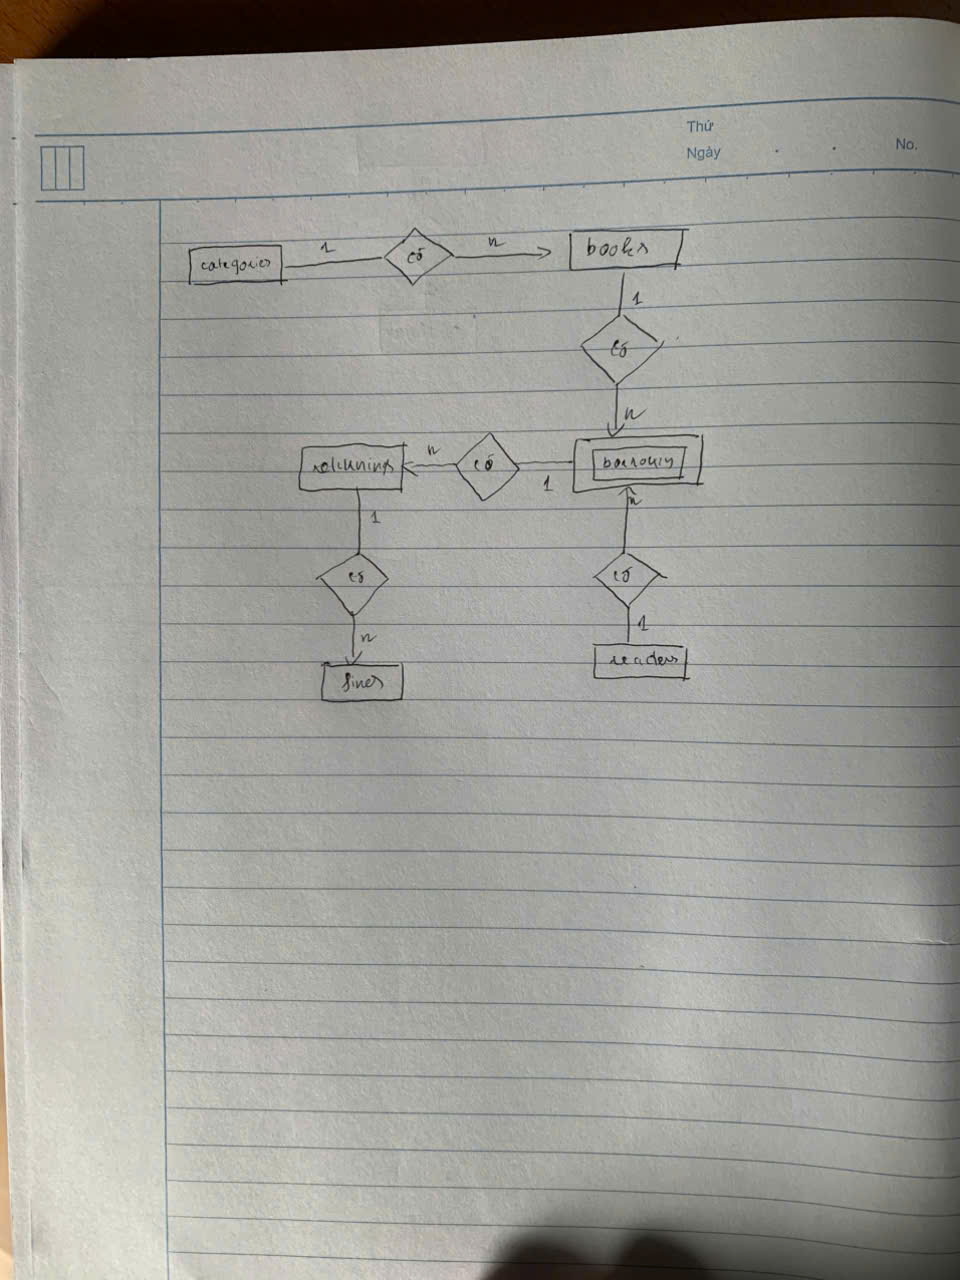 Thứ
Ngày . . No.
categories 1 có n books
1
có
n
returnings n có 1 borrowing
1 n
có có
n 1
fines readers